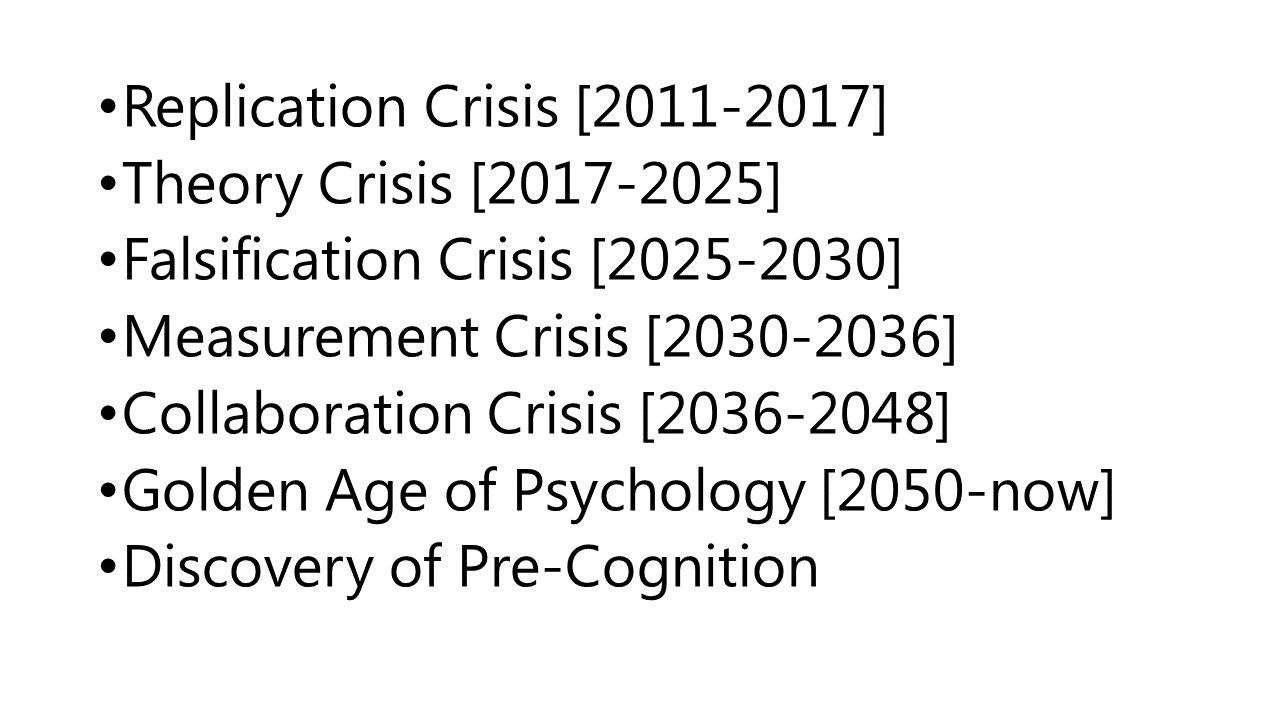 •Replication Crisis [2011-2017]
•Theory Crisis [2017-2025]
•Falsification Crisis [2025-2030]
•Measurement Crisis [2030-2036]
•Collaboration Crisis [2036-2048]
•Golden Age of Psychology [2050-now]
•Discovery of Pre-Cognition